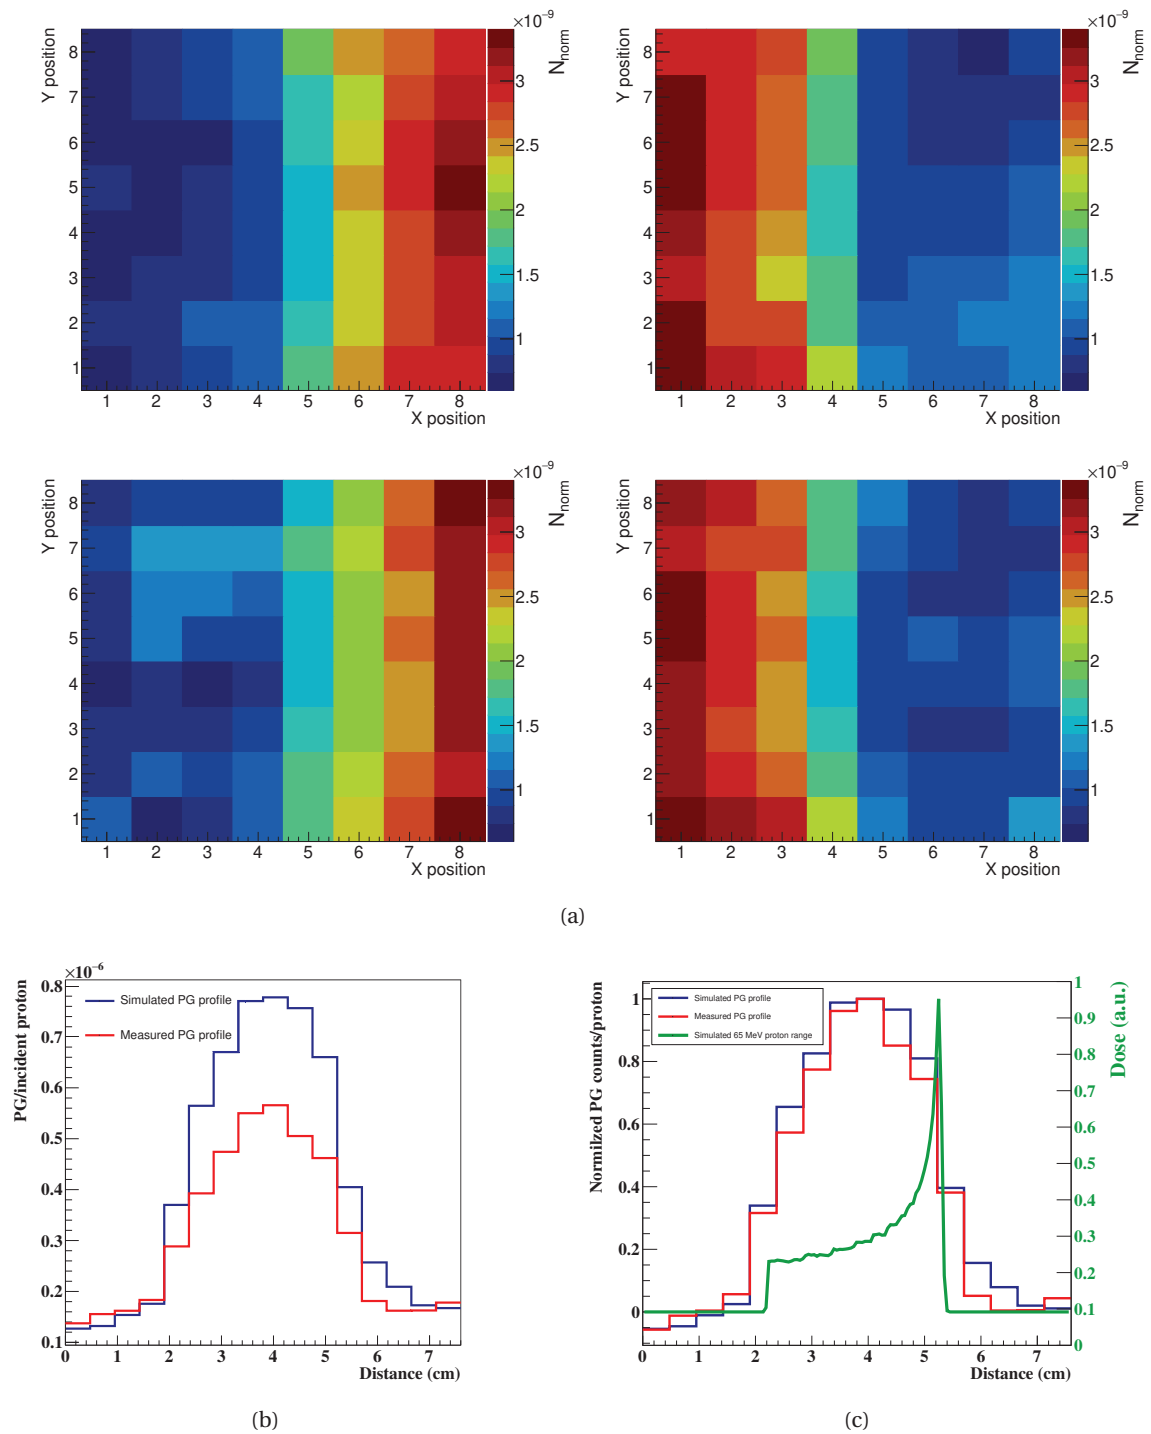 ×10⁻⁹
×10⁻⁹
Y position
8
7
6
5
4
3
2
1
1 2 3 4 5 6 7 8
X position
3
2.5
2
1.5
1
N_norm
Y position
8
7
6
5
4
3
2
1
1 2 3 4 5 6 7 8
X position
3
2.5
2
1.5
1
N_norm
×10⁻⁹
×10⁻⁹
Y position
8
7
6
5
4
3
2
1
1 2 3 4 5 6 7 8
X position
3
2.5
2
1.5
1
N_norm
Y position
8
7
6
5
4
3
2
1
1 2 3 4 5 6 7 8
X position
3
2.5
2
1.5
1
N_norm
(a)
×10⁻⁶
PG/incident proton
0.8
0.7
0.6
0.5
0.4
0.3
0.2
0.1
Simulated PG profile
Measured PG profile
0 1 2 3 4 5 6 7
Distance (cm)
(b)
Normilzed PG counts/proton
1
0.8
0.6
0.4
0.2
0
Simulated PG profile
Measured PG profile
Simulated 65 MeV proton range
0 1 2 3 4 5 6 7
Distance (cm)
1
0.9
0.8
0.7
0.6
0.5
0.4
0.3
0.2
0.1
0
Dose (a.u.)
(c)